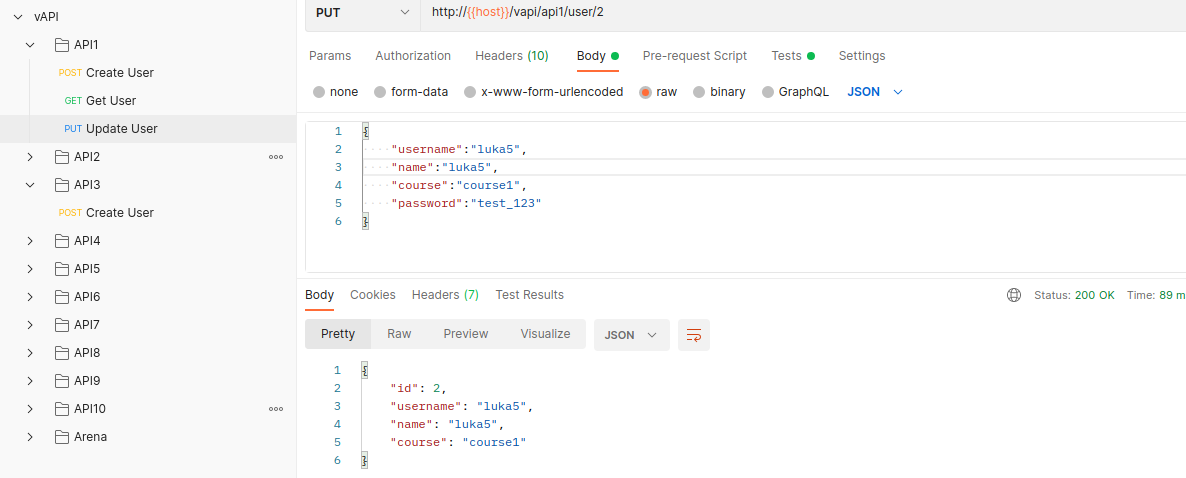 vAPI
API1
POST Create User
GET Get User
PUT Update User
API2
API3
POST Create User
API4
API5
API6
API7
API8
API9
API10
Arena
PUT http://{{host}}/vapi/api1/user/2
Params Authorization Headers (10) Body Pre-request Script Tests Settings
none form-data x-www-form-urlencoded raw binary GraphQL JSON
1 {
2 ····"username":"luka5",
3 ····"name":"luka5",
4 ····"course":"course1",
5 ····"password":"test_123"
6 }
Body Cookies Headers (7) Test Results Status: 200 OK Time: 89 m
Pretty Raw Preview Visualize JSON
1 {
2 "id": 2,
3 "username": "luka5",
4 "name": "luka5",
5 "course": "course1"
6 }